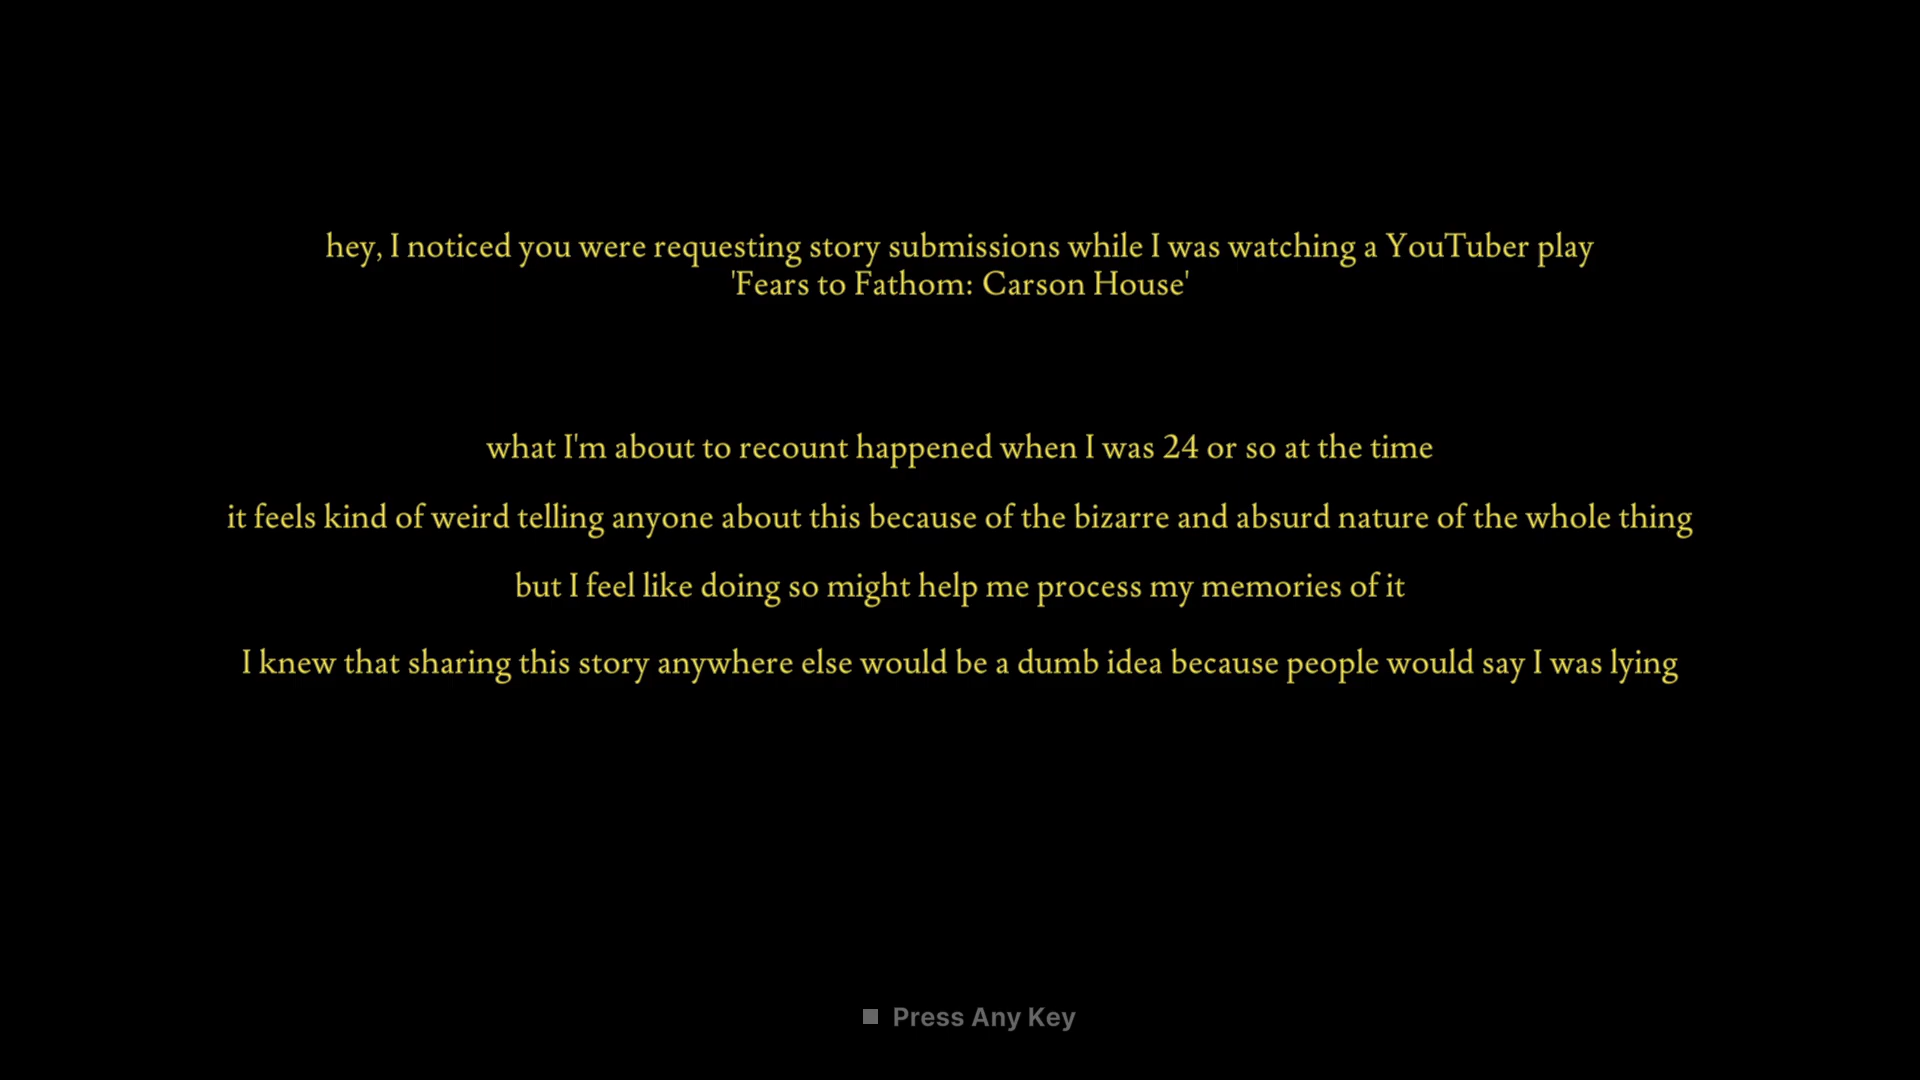 hey, I noticed you were requesting story submissions while I was watching a YouTuber play
'Fears to Fathom: Carson House'
what I'm about to recount happened when I was 24 or so at the time
it feels kind of weird telling anyone about this because of the bizarre and absurd nature of the whole thing
but I feel like doing so might help me process my memories of it
I knew that sharing this story anywhere else would be a dumb idea because people would say I was lying
Press Any Key